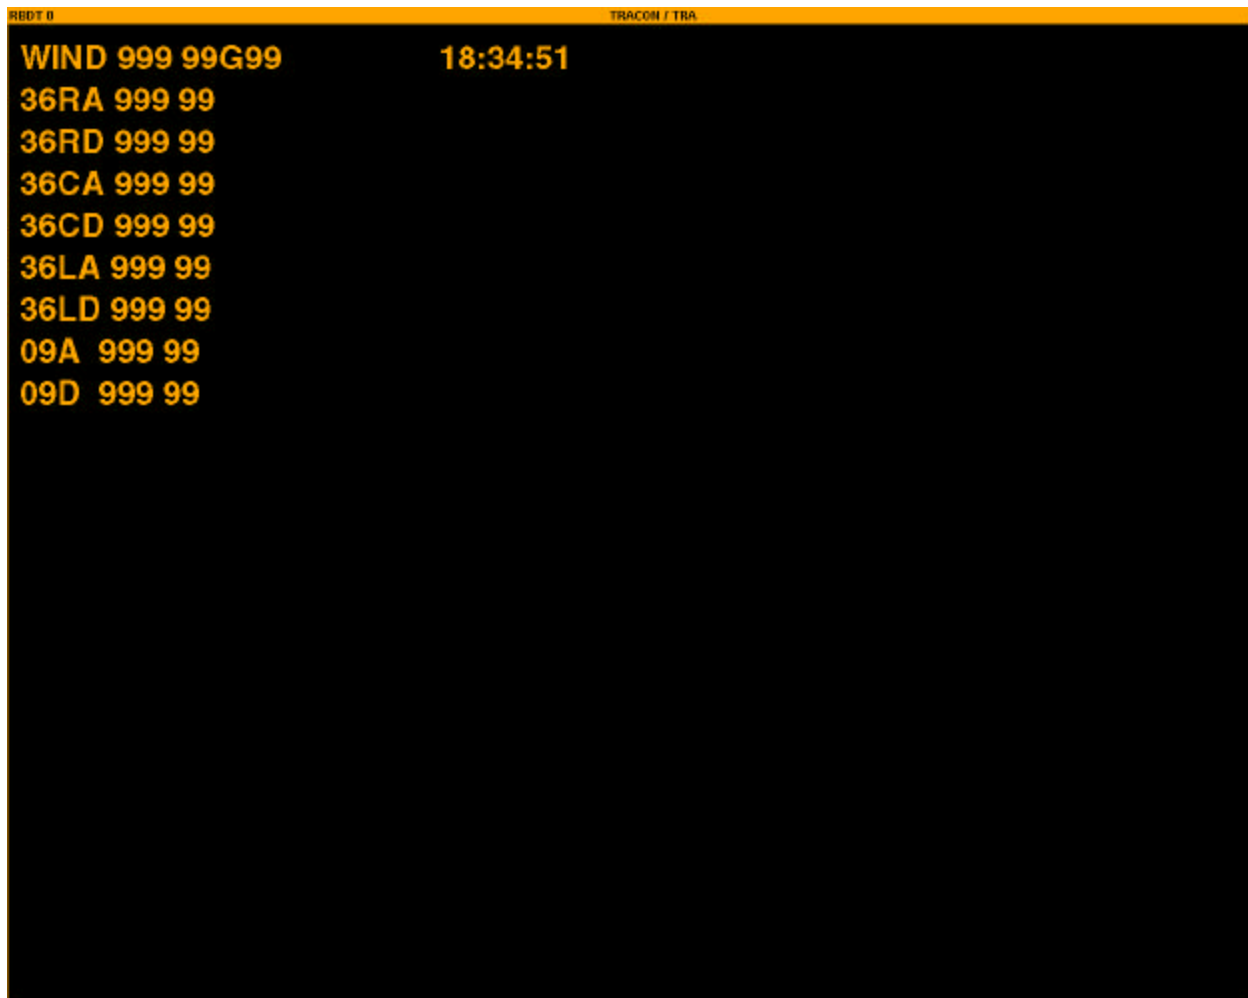 RBDT 0 TRACON / TRA
WIND 999 99G99 18:34:51
36RA 999 99
36RD 999 99
36CA 999 99
36CD 999 99
36LA 999 99
36LD 999 99
09A 999 99
09D 999 99